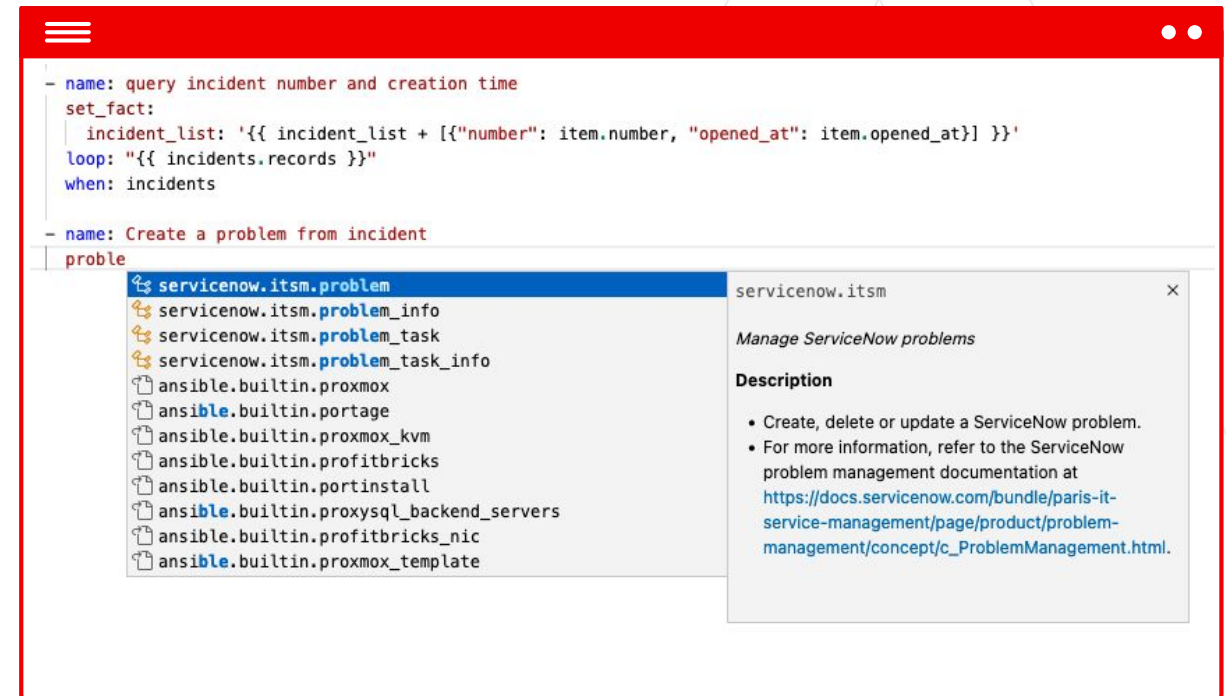 - name: query incident number and creation time
set_fact:
incident_list: '{{ incident_list + [{"number": item.number, "opened_at": item.opened_at}] }}'
loop: "{{ incidents.records }}"
when: incidents
- name: Create a problem from incident
proble
servicenow.itsm.problem
servicenow.itsm.problem_info
servicenow.itsm.problem_task
servicenow.itsm.problem_task_info
ansible.builtin.proxmox
ansible.builtin.portage
ansible.builtin.proxmox_kvm
ansible.builtin.profitbricks
ansible.builtin.portinstall
ansible.builtin.proxysql_backend_servers
ansible.builtin.profitbricks_nic
ansible.builtin.proxmox_template
servicenow.itsm
Manage ServiceNow problems
Description
• Create, delete or update a ServiceNow problem.
• For more information, refer to the ServiceNow
problem management documentation at
https://docs.servicenow.com/bundle/paris-it-
service-management/page/product/problem-
management/concept/c_ProblemManagement.html.